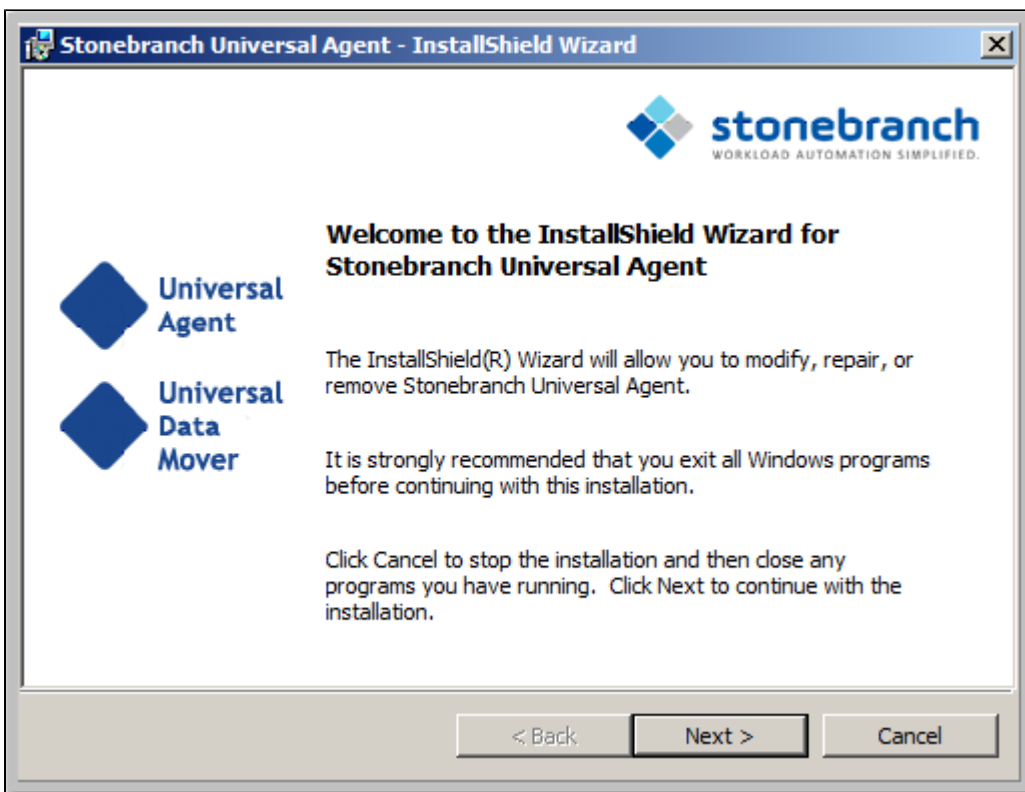 Stonebranch Universal Agent - InstallShield Wizard
stonebranch
WORKLOAD AUTOMATION SIMPLIFIED.
Welcome to the InstallShield Wizard for
Stonebranch Universal Agent
Universal
Agent
Universal
Data
Mover
The InstallShield(R) Wizard will allow you to modify, repair, or
remove Stonebranch Universal Agent.
It is strongly recommended that you exit all Windows programs
before continuing with this installation.
Click Cancel to stop the installation and then close any
programs you have running.  Click Next to continue with the
installation.
< Back
Next >
Cancel